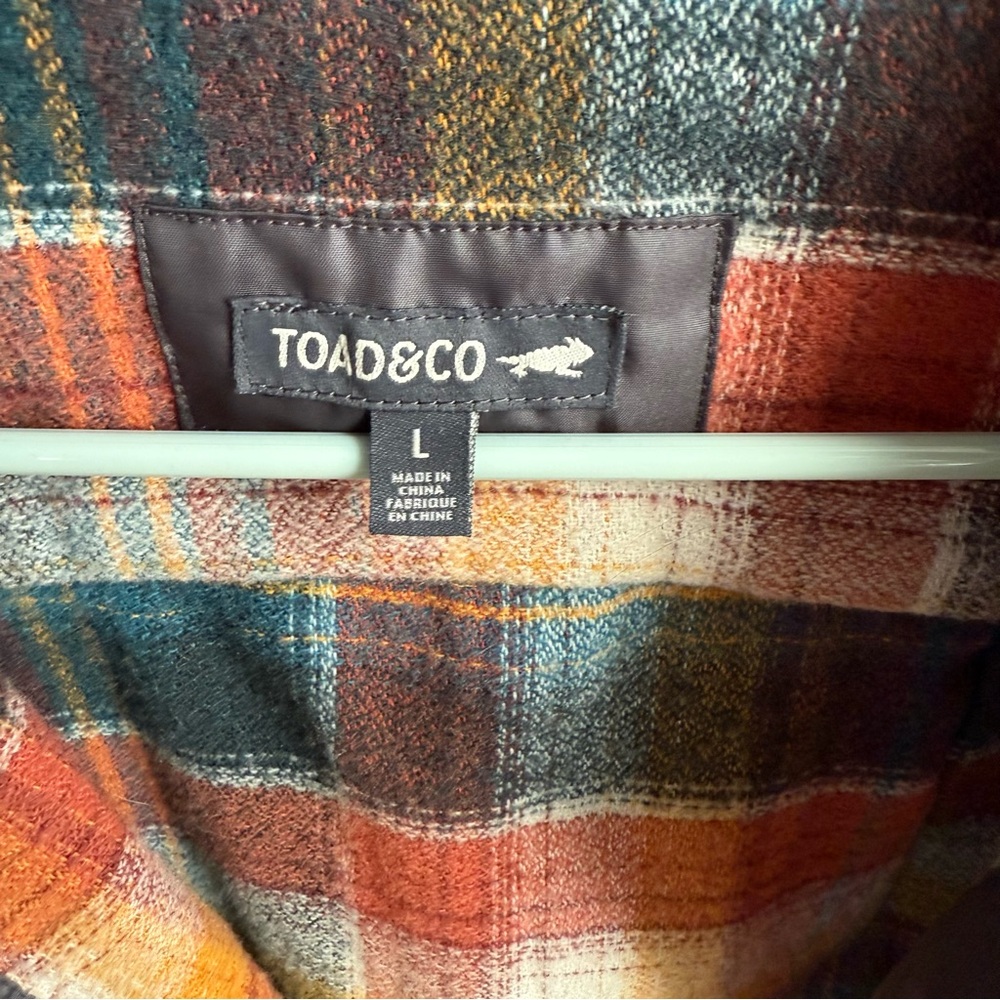 TOAD&CO
L
MADE IN
CHINA
FABRIQUE
EN CHINE